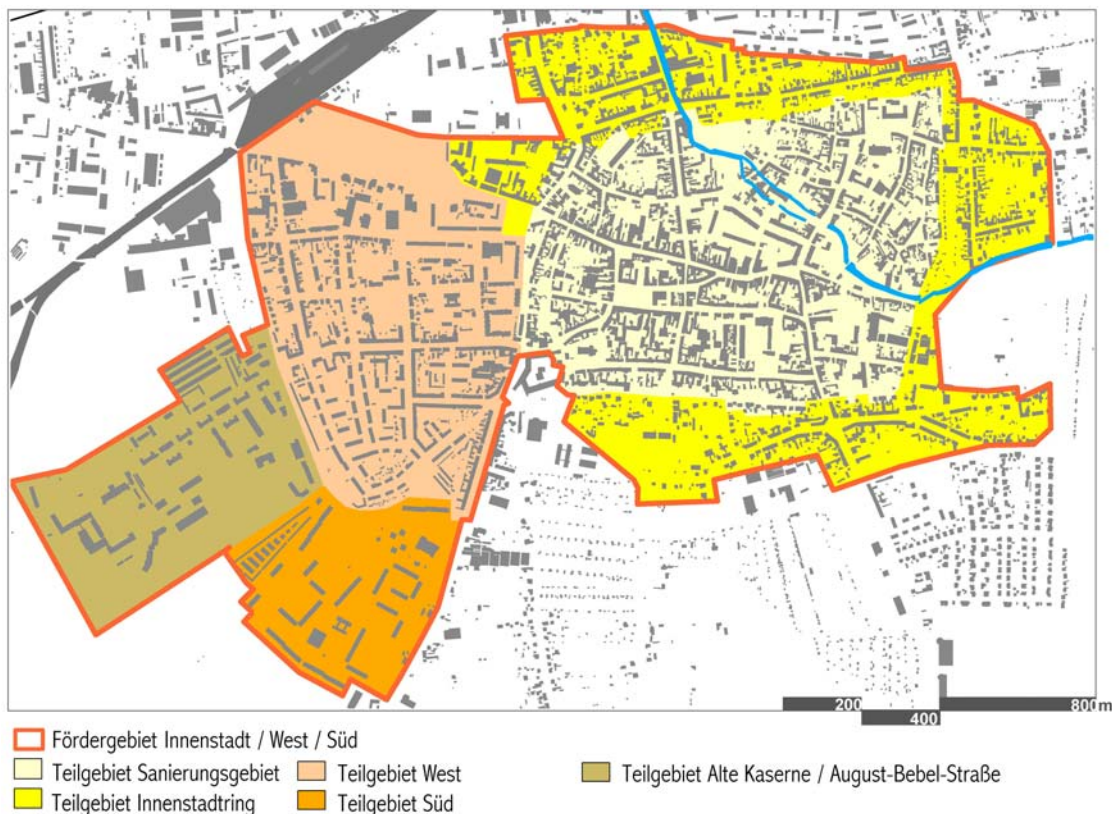 200
800m
400
Fördergebiet Innenstadt / West / Süd
Teilgebiet Sanierungsgebiet
Teilgebiet West
Teilgebiet Alte Kaserne / August-Bebel-Straße
Teilgebiet Innenstadtring
Teilgebiet Süd